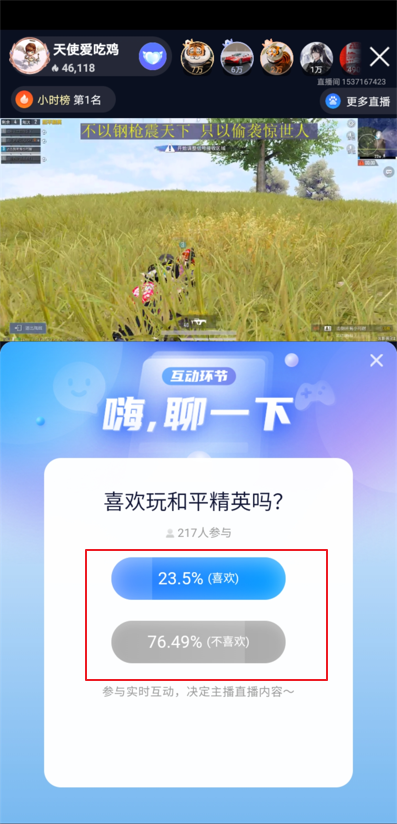 天使爱吃鸡
46,118
7万
6万
1万
直播间 1537167423
小时榜 第1名
更多直播
不以钢枪震天下 只以偷袭惊世人
互动环节
嗨,聊一下
喜欢玩和平精英吗?
217人参与
23.5% (喜欢)
76.49% (不喜欢)
参与实时互动，决定主播直播内容～